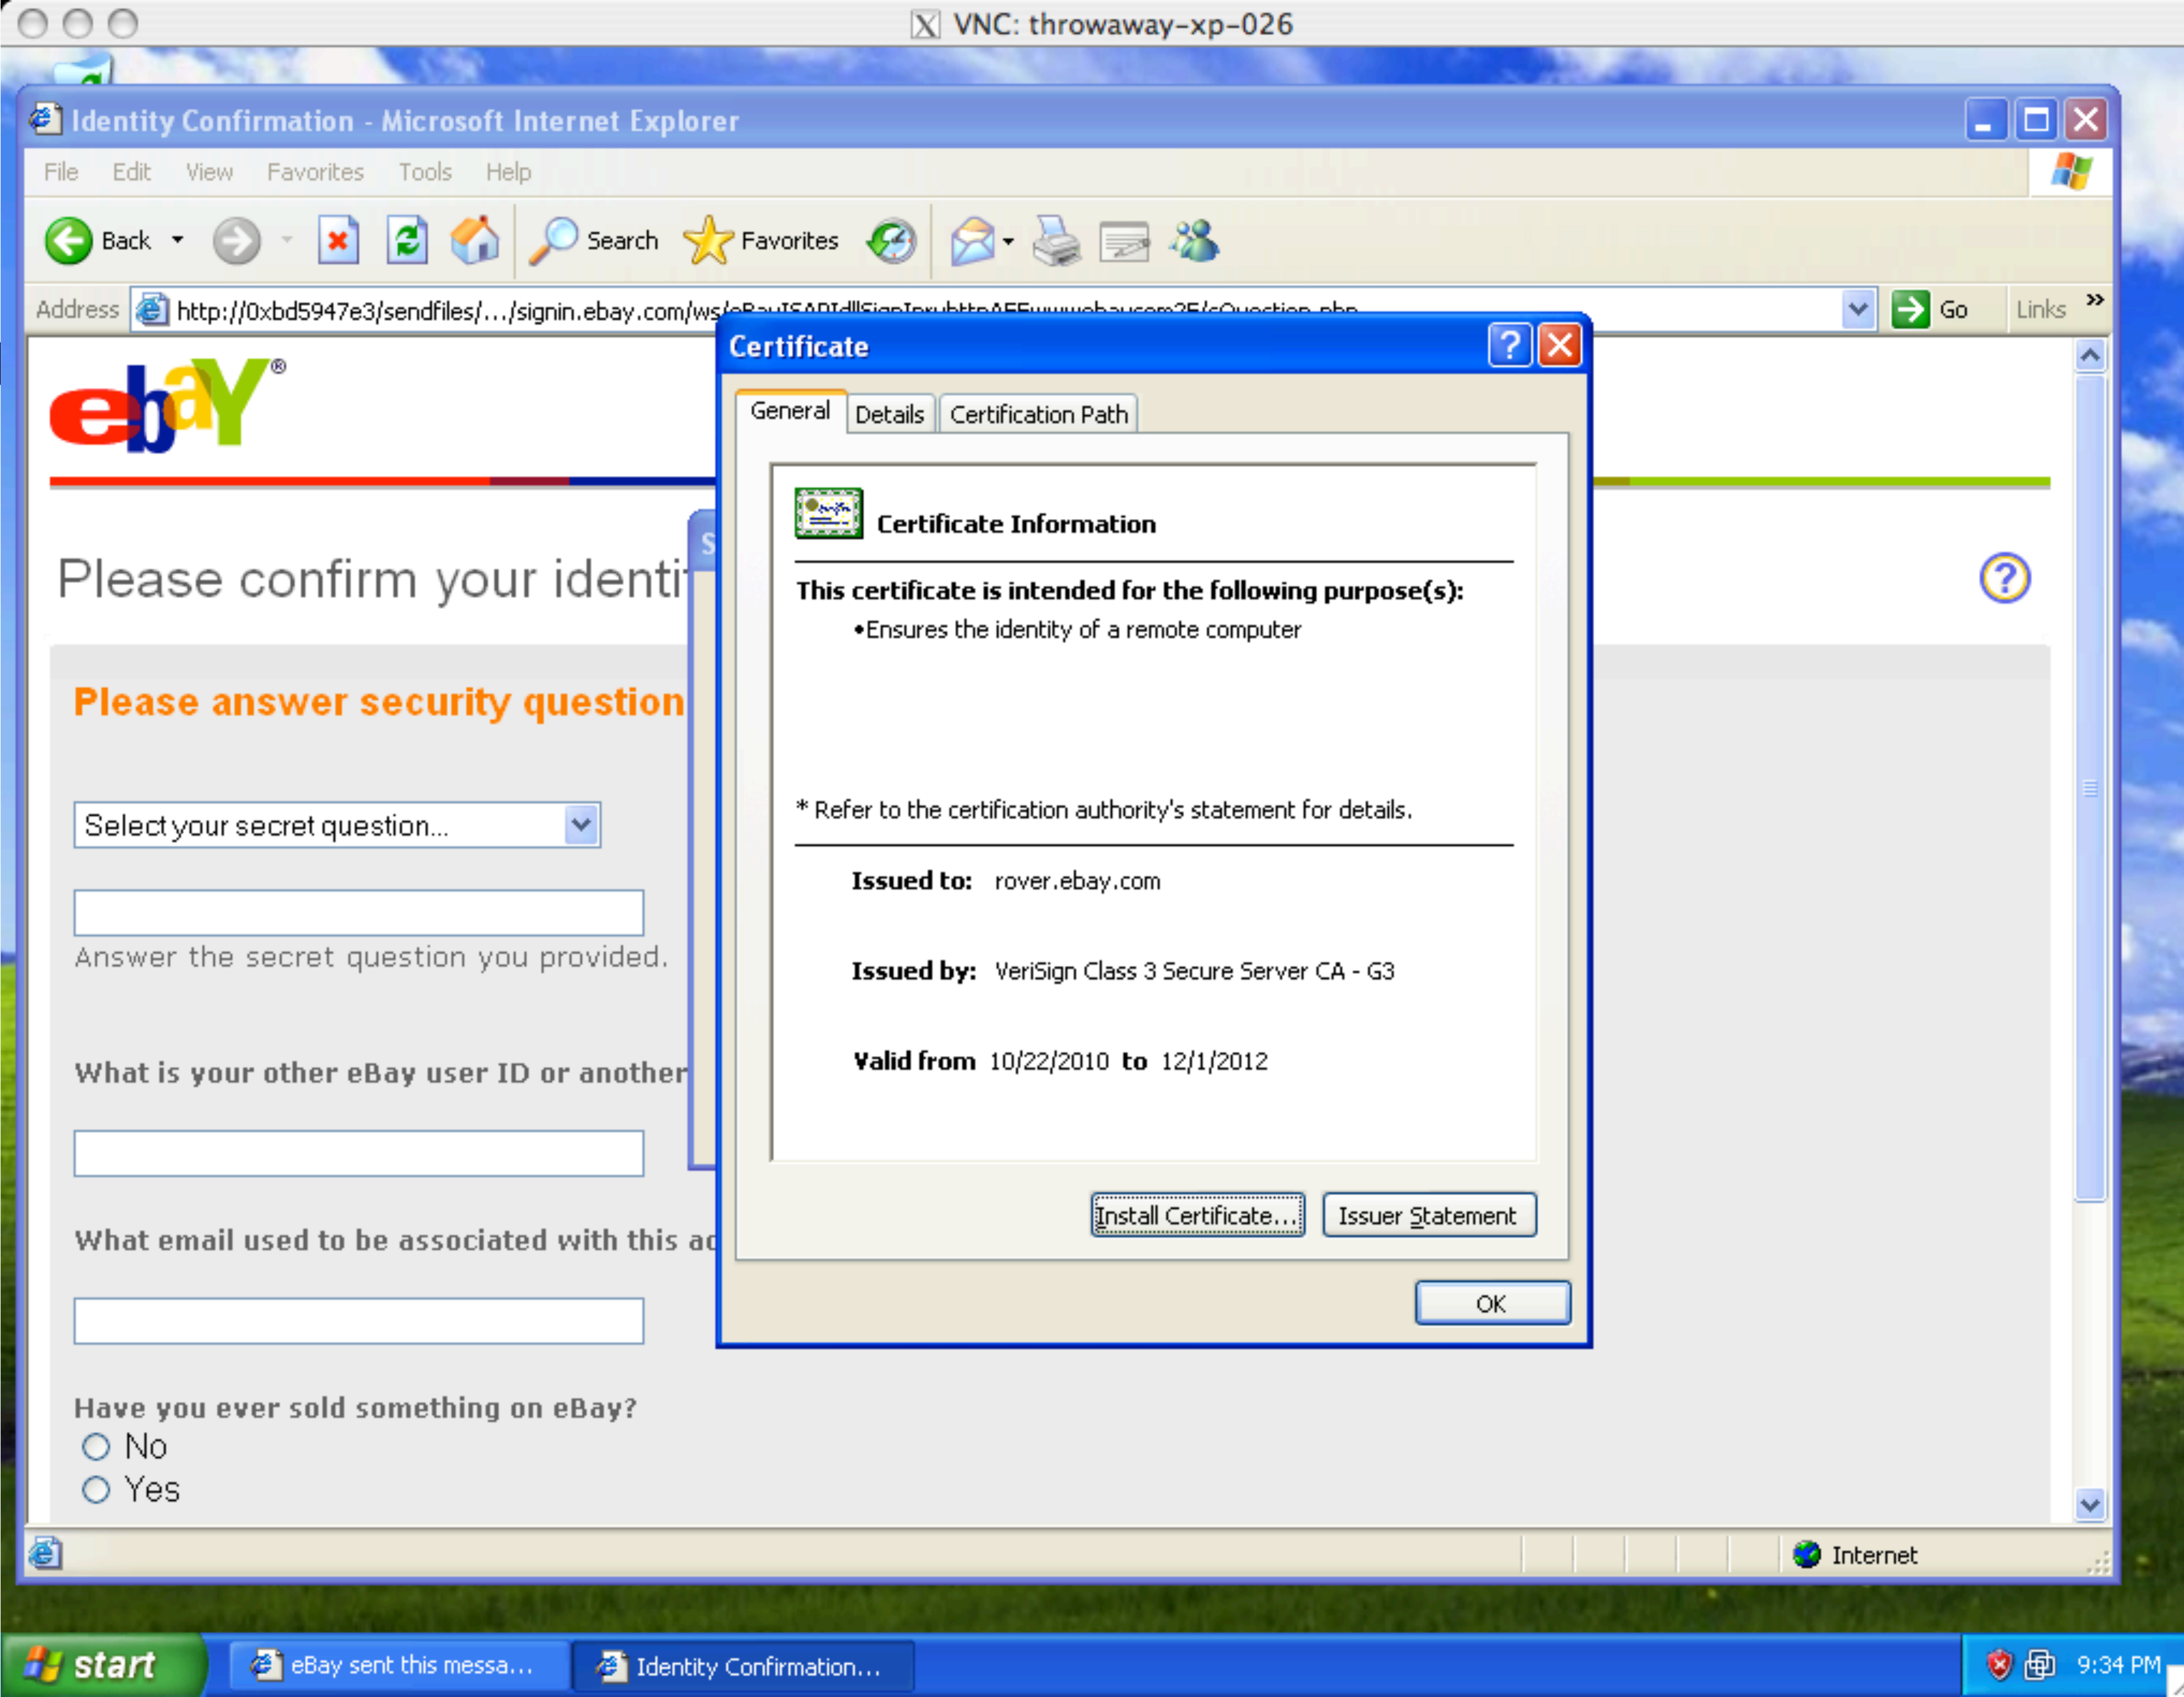 VNC: throwaway-xp-026
Identity Confirmation - Microsoft Internet Explorer
File Edit View Favorites Tools Help
Back Search Favorites
Address http://0xbd5947e3/sendfiles/.../signin.ebay.com/ws/eBayISAPIdllSignInruhttpAFFwwwebaycom2F/cQuestion.php Go Links »
ebay®
Certificate
General Details Certification Path
Certificate Information
Please confirm your identi
This certificate is intended for the following purpose(s):
•Ensures the identity of a remote computer
Please answer security question
* Refer to the certification authority's statement for details.
Select your secret question...
Issued to: rover.ebay.com
Answer the secret question you provided.
Issued by: VeriSign Class 3 Secure Server CA - G3
Valid from 10/22/2010 to 12/1/2012
What is your other eBay user ID or another
Install Certificate... Issuer Statement
What email used to be associated with this ac
OK
Have you ever sold something on eBay?
No
Yes
Internet
start eBay sent this messa... Identity Confirmation... 9:34 PM